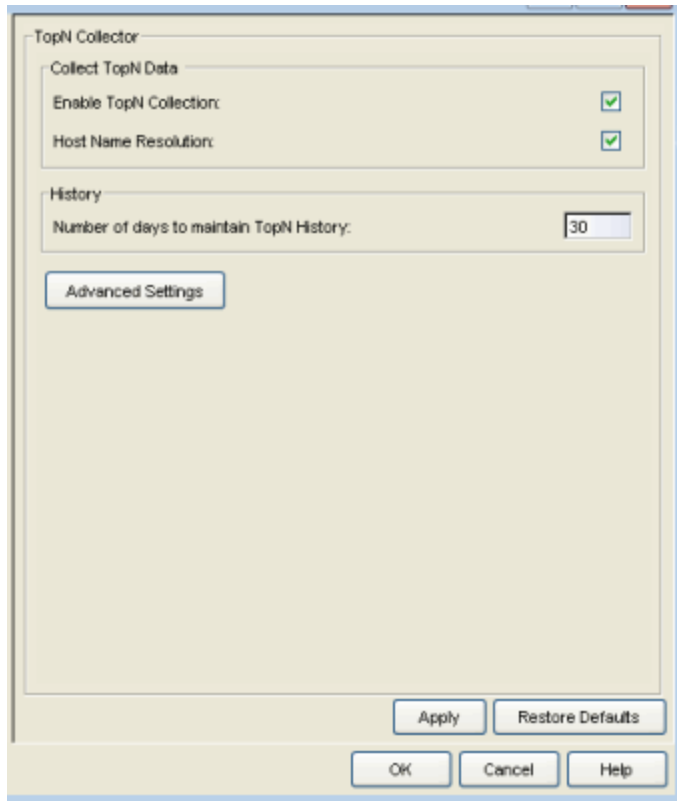 TopN Collector
Collect TopN Data
Enable TopN Collection:
Host Name Resolution:
History
Number of days to maintain TopN History: 30
Advanced Settings
Apply Restore Defaults
OK Cancel Help